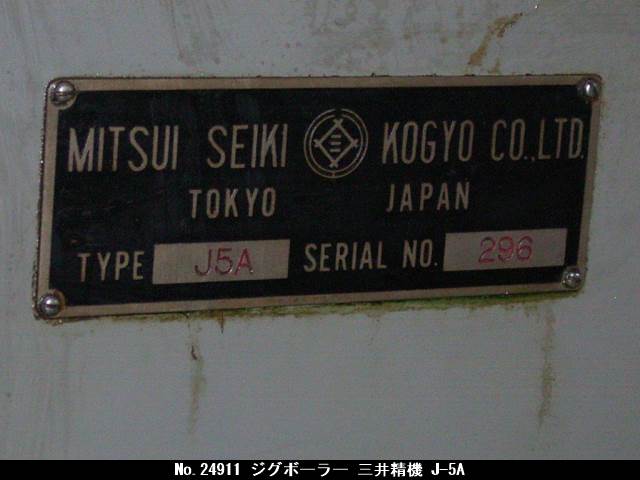 MITSUI SEIKI 三 KOGYO CO.,LTD.
TOKYO JAPAN
TYPE J5A SERIAL NO. 296
No.24911 ジグボーラー 三井精機 J-5A